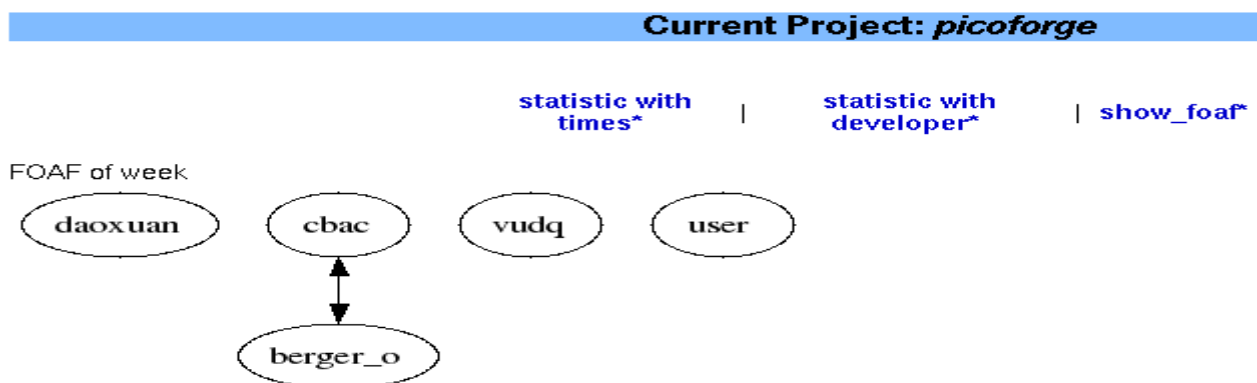 Current Project: picoforge
statistic with times* | statistic with developer* | show_foaf*
FOAF of week
daoxuan cbac vudq user
berger_o